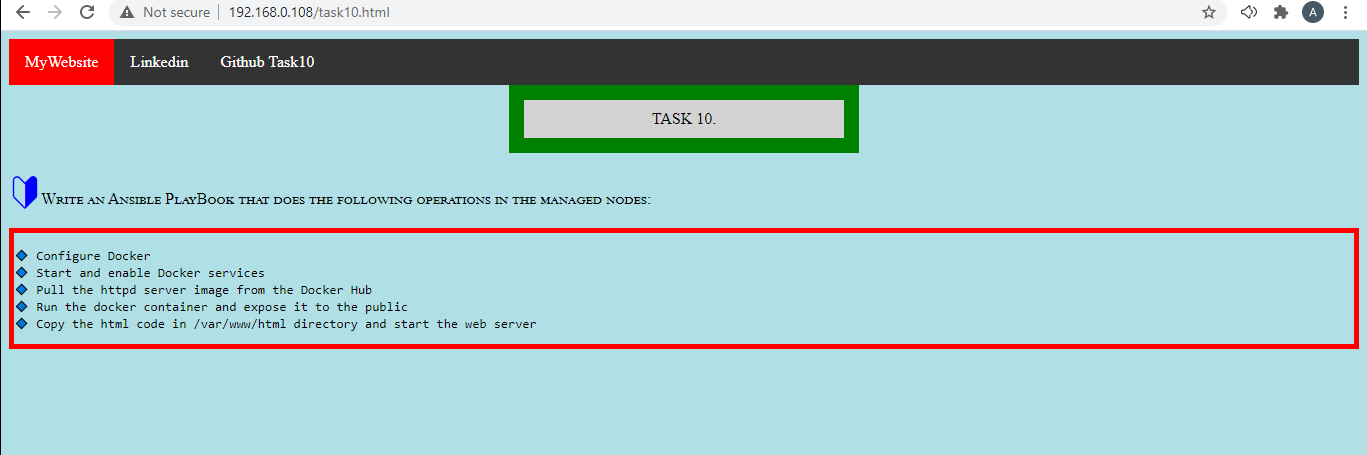 Not secure
192.168.0.108/task10.html
A
MyWebsite Linkedin Github Task10
TASK 10.
Write an Ansible PlayBook that does the following operations in the managed nodes:
Configure Docker
Start and enable Docker services
Pull the httpd server image from the Docker Hub
Run the docker container and expose it to the public
Copy the html code in /var/www/html directory and start the web server